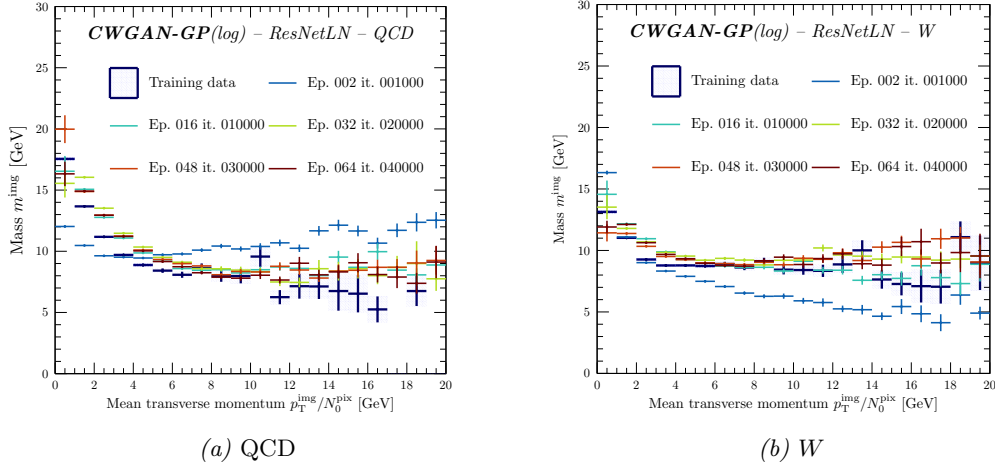 CWGAN-GP(log) – ResNetLN – QCD
Training data
Ep. 002 it. 001000
Ep. 016 it. 010000
Ep. 032 it. 020000
Ep. 048 it. 030000
Ep. 064 it. 040000
Mass m^img [GeV]
30
25
20
15
10
5
0
0 2 4 6 8 10 12 14 16 18 20
Mean transverse momentum p_T^img/N_0^pix [GeV]
(a) QCD
CWGAN-GP(log) – ResNetLN – W
Training data
Ep. 002 it. 001000
Ep. 016 it. 010000
Ep. 032 it. 020000
Ep. 048 it. 030000
Ep. 064 it. 040000
Mass m^img [GeV]
30
25
20
15
10
5
0
0 2 4 6 8 10 12 14 16 18 20
Mean transverse momentum p_T^img/N_0^pix [GeV]
(b) W